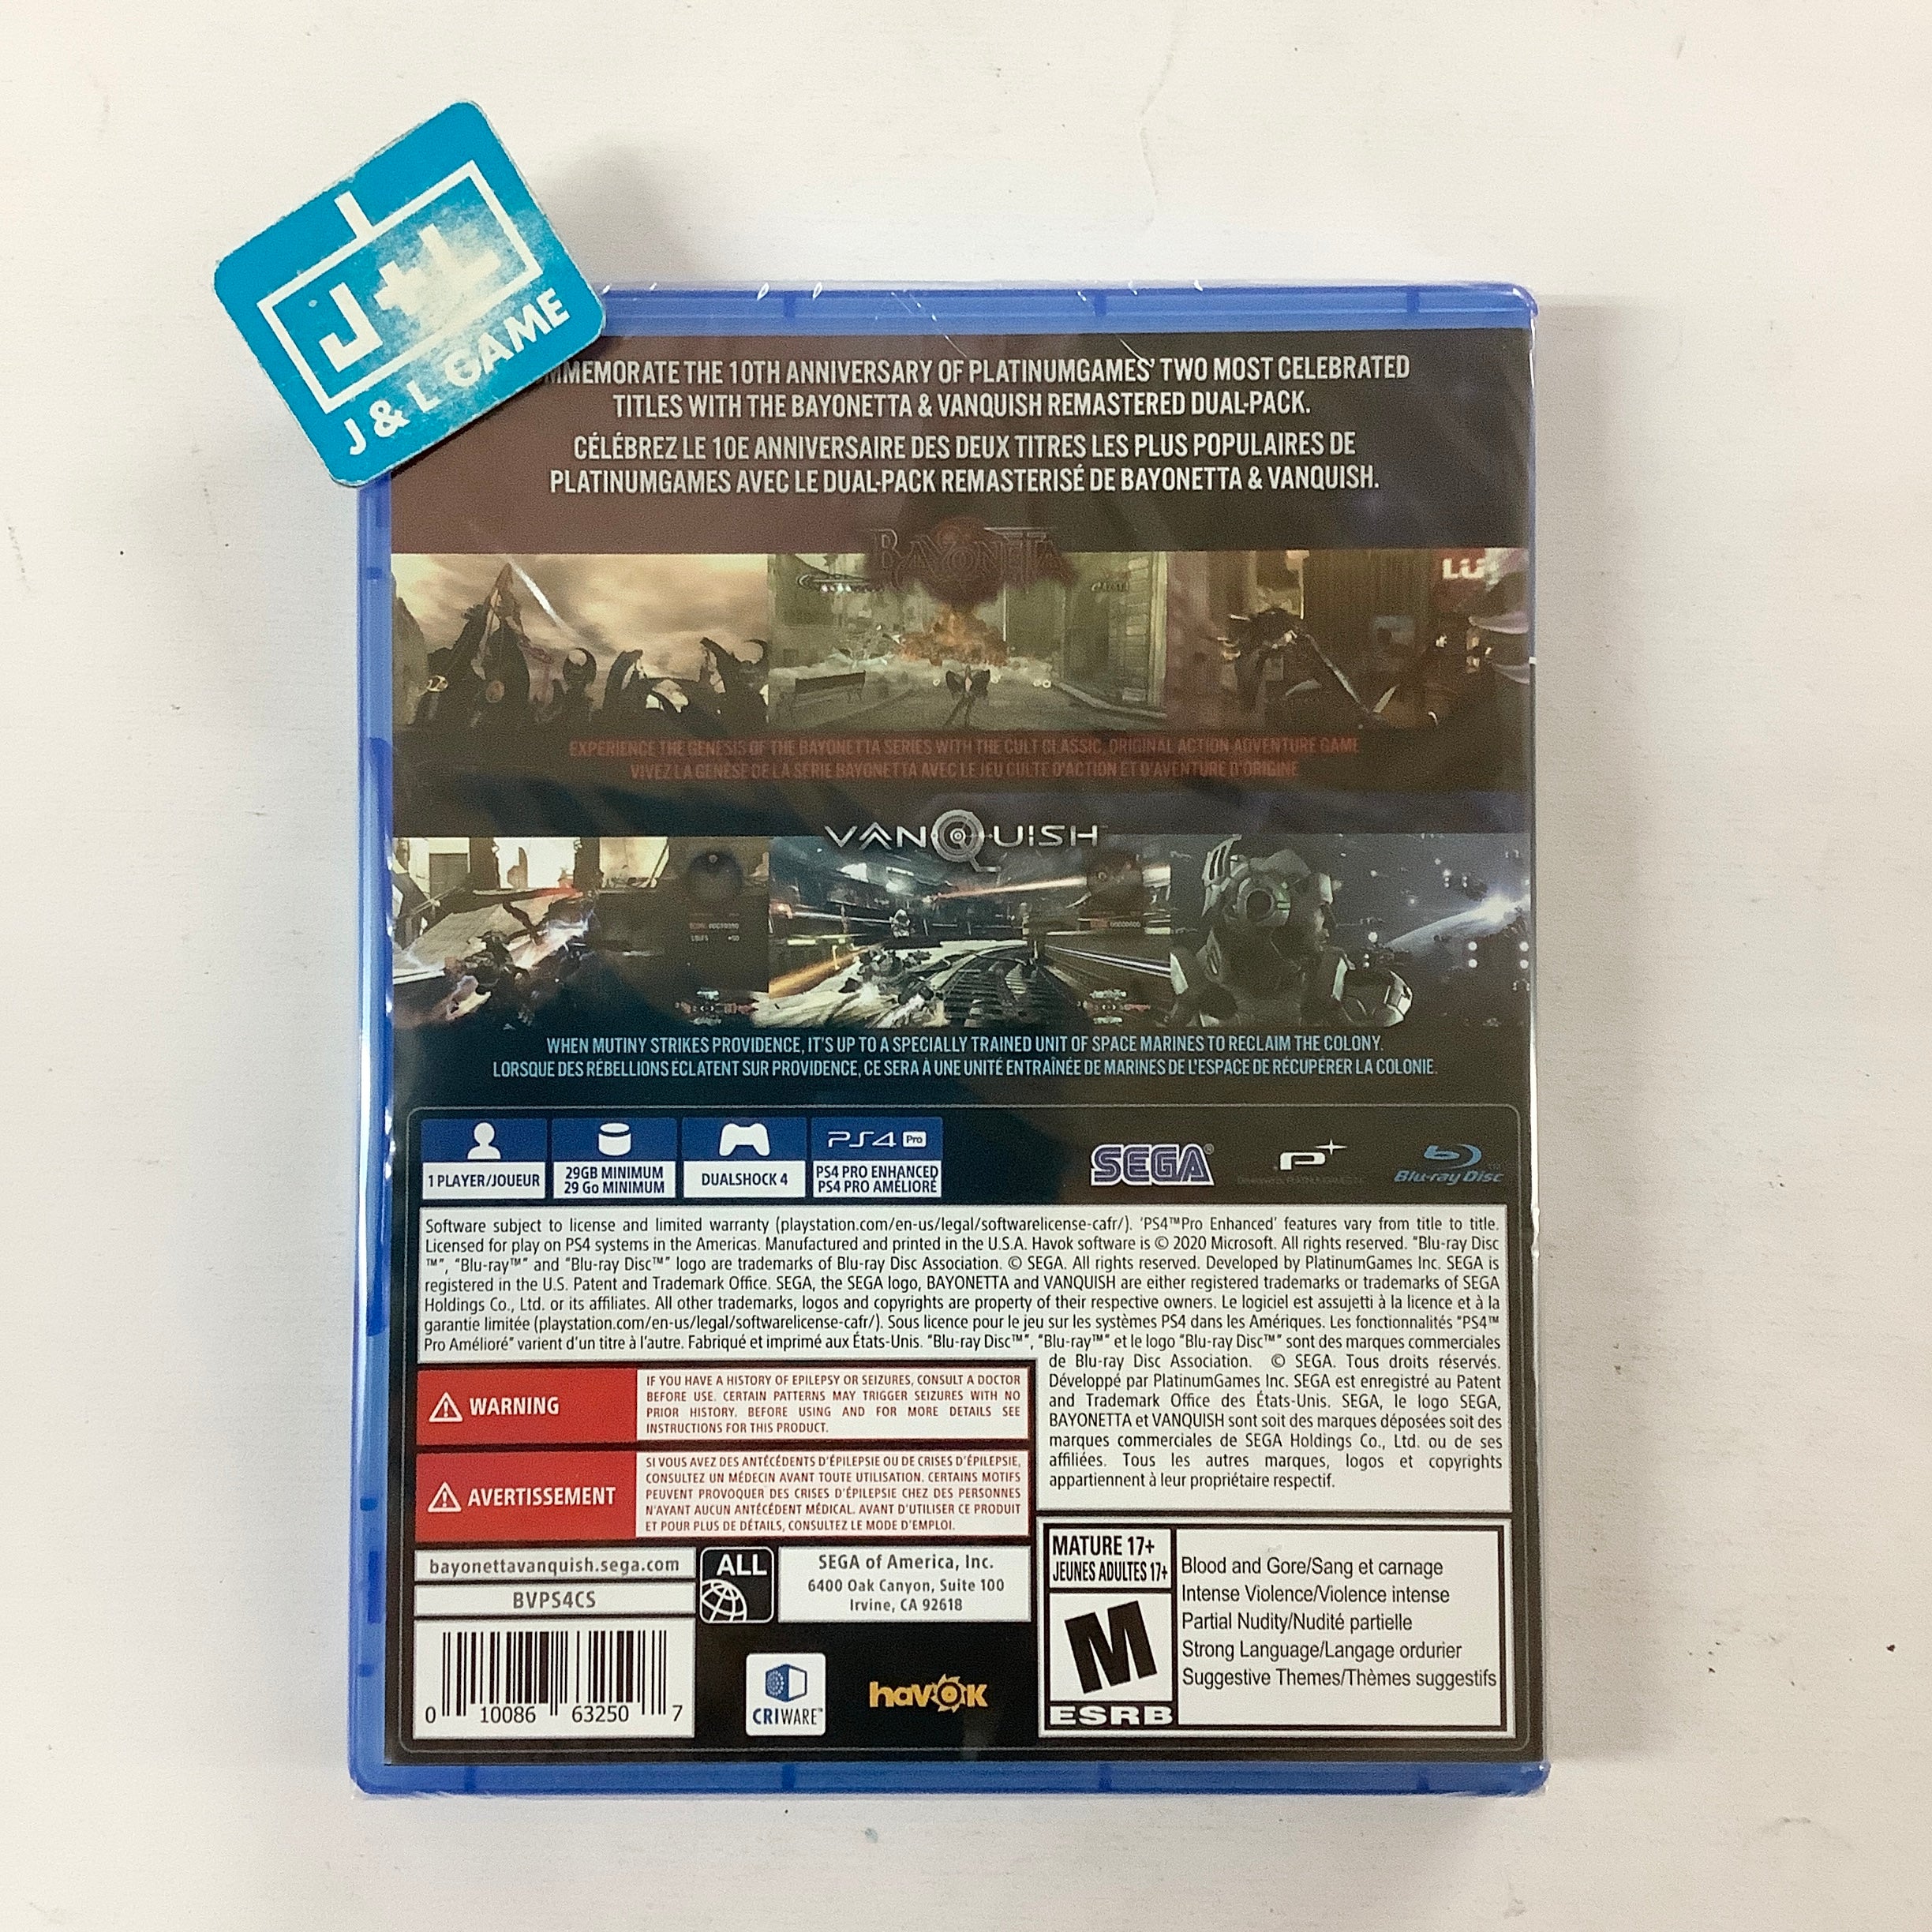 J+L
J & L GAME
THE 10TH ANNIVERSARY OF PLATINUMGAMES' TWO MOST CELEBRATED
TITLES WITH THE BAYONETTA & VANQUISH REMASTERED DUAL-PACK.
CÉLÉBREZ LE 10E ANNIVERSAIRE DES DEUX TITRES LES PLUS POPULAIRES DE
PLATINUMGAMES AVEC LE DUAL-PACK REMASTERISÉ DE BAYONETTA & VANQUISH.
BAYONETTA
EXPERIENCE THE GENESIS OF THE BAYONETTA SERIES WITH THE CULT CLASSIC, ORIGINAL ACTION ADVENTURE GAME
VIVEZ LA GENÈSE DE LA SÉRIE BAYONETTA AVEC LE JEU CULTE D'ACTION ET D'AVENTURE D'ORIGINE
VANQUISH
WHEN MUTINY STRIKES PROVIDENCE, IT'S UP TO A SPECIALLY TRAINED UNIT OF SPACE MARINES TO RECLAIM THE COLONY.
LORSQUE DES RÉBELLIONS ÉCLATENT SUR PROVIDENCE, CE SERA À UNE UNITÉ ENTRAÎNÉE DE MARINES DE L'ESPACE DE RÉCUPÉRER LA COLONIE.
PS4 Pro
1 PLAYER/JOUEUR
29GB MINIMUM
29 Go MINIMUM
DUALSHOCK 4
PS4 PRO ENHANCED
PS4 PRO AMÉLIORÉ
SEGA®
P
Blu-ray Disc
Software subject to license and limited warranty (playstation.com/en-us/legal/softwarelicense-cafr/). 'PS4™Pro Enhanced' features vary from title to title.
Licensed for play on PS4 systems in the Americas. Manufactured and printed in the U.S.A. Havok software is © 2020 Microsoft. All rights reserved. "Blu-ray Disc
™", "Blu-ray™" and "Blu-ray Disc™" logo are trademarks of Blu-ray Disc Association. © SEGA. All rights reserved. Developed by PlatinumGames Inc. SEGA is
registered in the U.S. Patent and Trademark Office. SEGA, the SEGA logo, BAYONETTA and VANQUISH are either registered trademarks or trademarks of SEGA
Holdings Co., Ltd. or its affiliates. All other trademarks, logos and copyrights are property of their respective owners. Le logiciel est assujetti à la licence et à la
garantie limitée (playstation.com/en-us/legal/softwarelicense-cafr/). Sous licence pour le jeu sur les systèmes PS4 dans les Amériques. Les fonctionnalités "PS4™
Pro Amélioré" varient d'un titre à l'autre. Fabriqué et imprimé aux États-Unis. "Blu-ray Disc™", "Blu-ray™" et le logo "Blu-ray Disc™" sont des marques commerciales
de Blu-ray Disc Association. © SEGA. Tous droits réservés.
Développé par PlatinumGames Inc. SEGA est enregistré au Patent
and Trademark Office des États-Unis. SEGA, le logo SEGA,
BAYONETTA et VANQUISH sont soit des marques déposées soit des
marques commerciales de SEGA Holdings Co., Ltd. ou de ses
affiliées. Tous les autres marques, logos et copyrights
appartiennent à leur propriétaire respectif.
WARNING
IF YOU HAVE A HISTORY OF EPILEPSY OR SEIZURES, CONSULT A DOCTOR
BEFORE USE. CERTAIN PATTERNS MAY TRIGGER SEIZURES WITH NO
PRIOR HISTORY. BEFORE USING AND FOR MORE DETAILS SEE
INSTRUCTIONS FOR THIS PRODUCT.
AVERTISSEMENT
SI VOUS AVEZ DES ANTÉCÉDENTS D'ÉPILEPSIE OU DE CRISES D'ÉPILEPSIE,
CONSULTEZ UN MÉDECIN AVANT TOUTE UTILISATION. CERTAINS MOTIFS
PEUVENT PROVOQUER DES CRISES D'ÉPILEPSIE CHEZ DES PERSONNES
N'AYANT AUCUN ANTÉCÉDENT MÉDICAL. AVANT D'UTILISER CE PRODUIT
ET POUR PLUS DE DÉTAILS, CONSULTEZ LE MODE D'EMPLOI.
bayonettavanquish.sega.com
BVPS4CS
ALL
SEGA of America, Inc.
6400 Oak Canyon, Suite 100
Irvine, CA 92618
0 10086 63250 7
CRIWARE™
havok
MATURE 17+
JEUNES ADULTES 17+
M
ESRB
Blood and Gore/Sang et carnage
Intense Violence/Violence intense
Partial Nudity/Nudité partielle
Strong Language/Langage ordurier
Suggestive Themes/Thèmes suggestifs